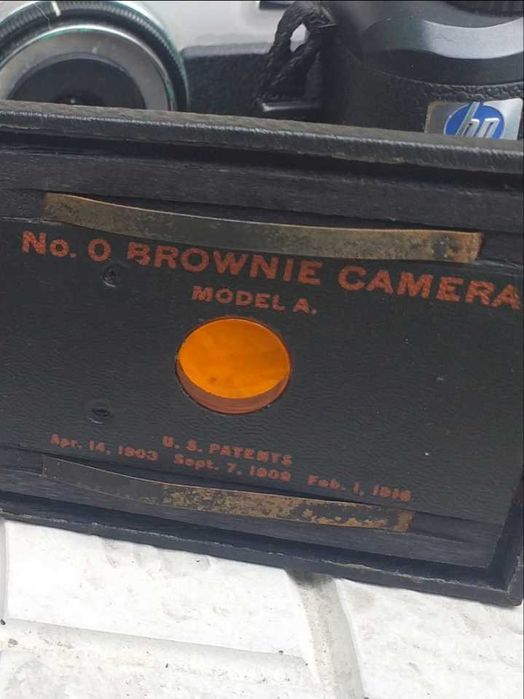 hp
No. 0 BROWNIE CAMERA
MODEL A.
U. S. PATENTS
Apr. 14, 1903 Sept. 7, 1909 Feb. 1, 1916